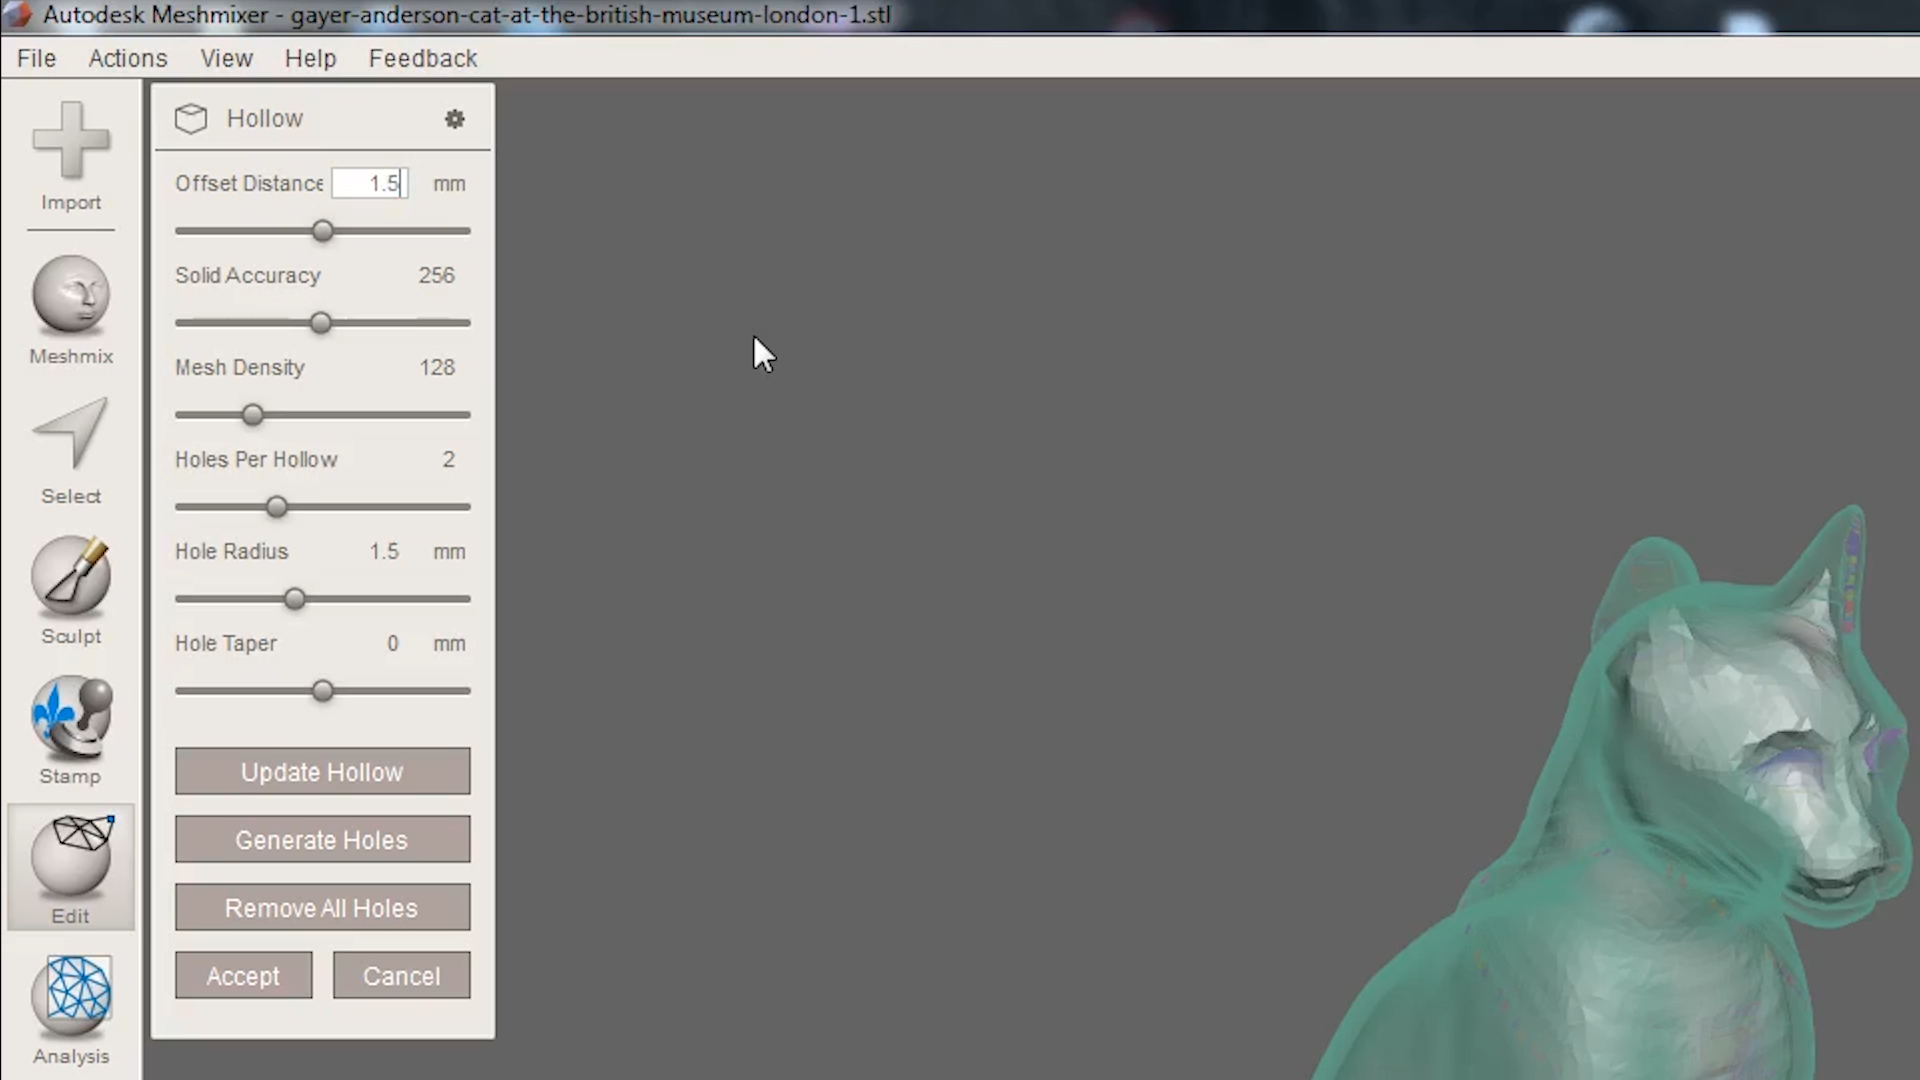 Autodesk Meshmixer - gayer-anderson-cat-at-the-british-museum-london-1.stl
File Actions View Help Feedback
Import
Meshmix
Select
Sculpt
Stamp
Edit
Analysis
Hollow
Offset Distance 1.5 mm
Solid Accuracy 256
Mesh Density 128
Holes Per Hollow 2
Hole Radius 1.5 mm
Hole Taper 0 mm
Update Hollow
Generate Holes
Remove All Holes
Accept Cancel